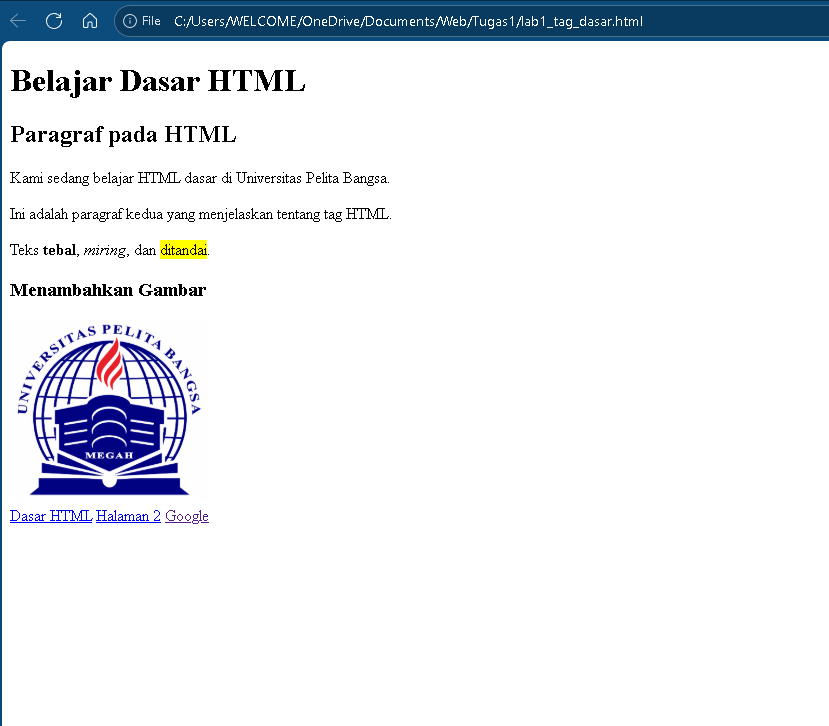 File C:/Users/WELCOME/OneDrive/Documents/Web/Tugas1/lab1_tag_dasar.html
Belajar Dasar HTML
Paragraf pada HTML
Kami sedang belajar HTML dasar di Universitas Pelita Bangsa.
Ini adalah paragraf kedua yang menjelaskan tentang tag HTML.
Teks tebal, miring, dan ditandai.
Menambahkan Gambar
UNIVERSITAS PELITA BANGSA
MEGAH
Dasar HTML Halaman 2 Google